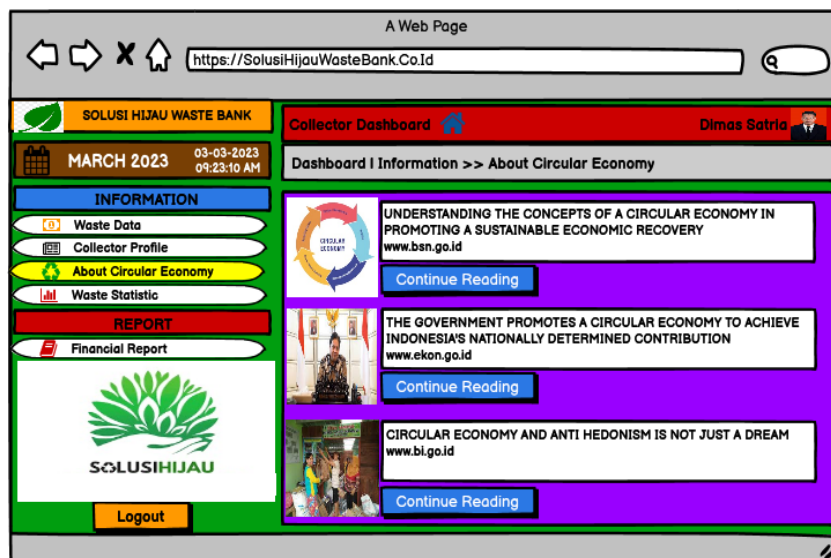 A Web Page
https://SolusiHijauWasteBank.Co.Id
SOLUSI HIJAU WASTE BANK
Collector Dashboard
Dimas Satria
MARCH 2023
03-03-2023
09:23:10 AM
Dashboard I Information >> About Circular Economy
INFORMATION
Waste Data
Collector Profile
About Circular Economy
Waste Statistic
REPORT
Financial Report
SOLUSIHIJAU
Logout
CIRCULAR
ECONOMY
UNDERSTANDING THE CONCEPTS OF A CIRCULAR ECONOMY IN
PROMOTING A SUSTAINABLE ECONOMIC RECOVERY
www.bsn.go.id
Continue Reading
THE GOVERNMENT PROMOTES A CIRCULAR ECONOMY TO ACHIEVE
INDONESIA'S NATIONALLY DETERMINED CONTRIBUTION
www.ekon.go.id
Continue Reading
CIRCULAR ECONOMY AND ANTI HEDONISM IS NOT JUST A DREAM
www.bi.go.id
Continue Reading